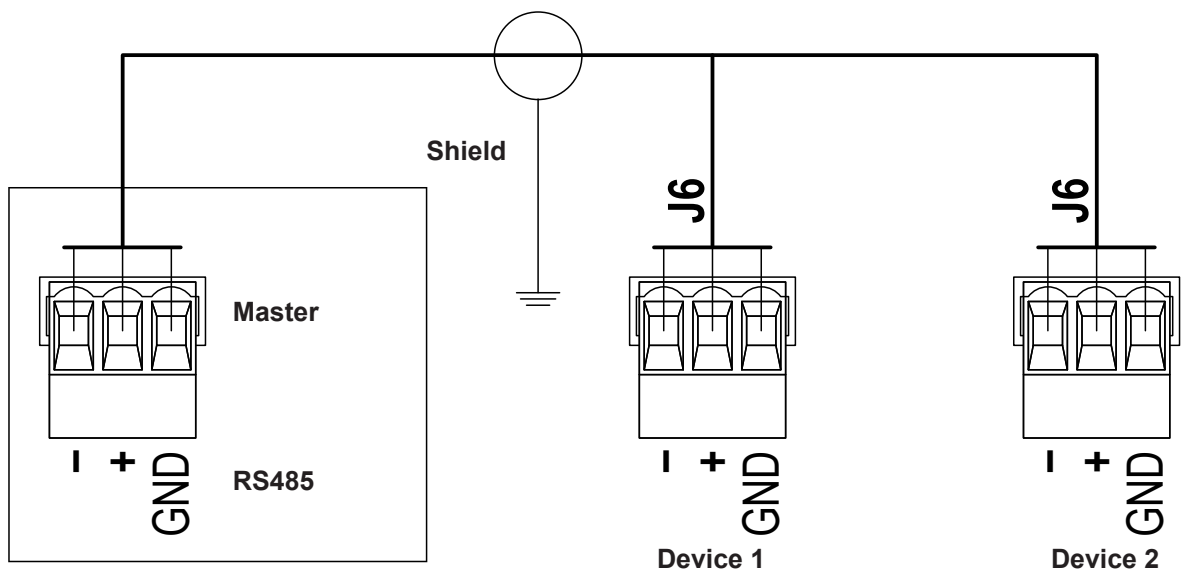 Shield
J6
J6
Master
– + GND
RS485
– + GND
– + GND
Device 1
Device 2